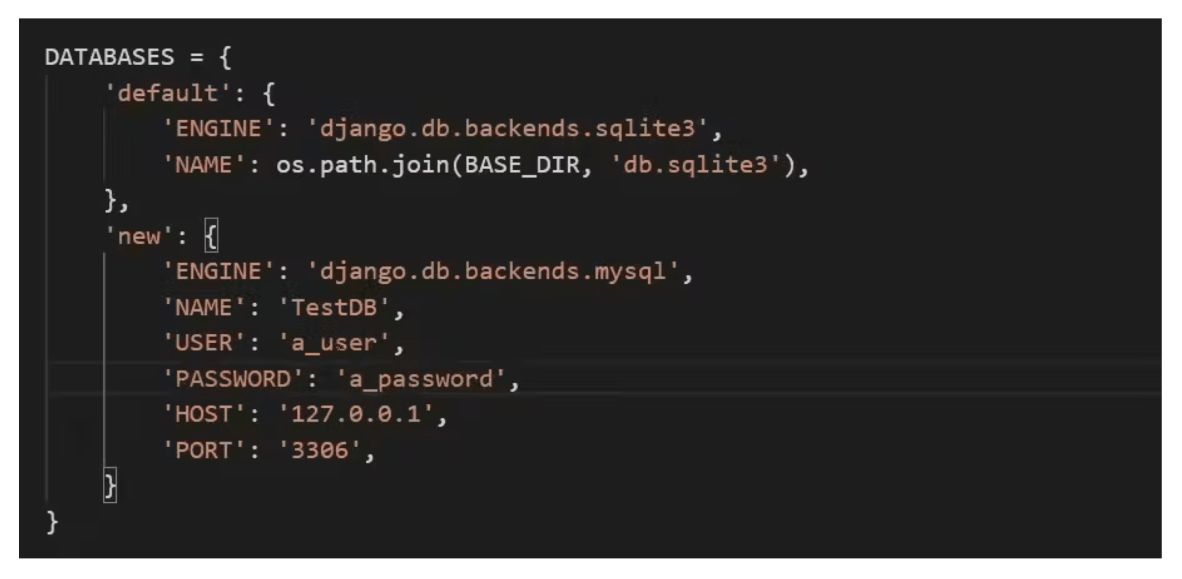 DATABASES = {
    'default': {
        'ENGINE': 'django.db.backends.sqlite3',
        'NAME': os.path.join(BASE_DIR, 'db.sqlite3'),
    },
    'new': {
        'ENGINE': 'django.db.backends.mysql',
        'NAME': 'TestDB',
        'USER': 'a_user',
        'PASSWORD': 'a_password',
        'HOST': '127.0.0.1',
        'PORT': '3306',
    }
}